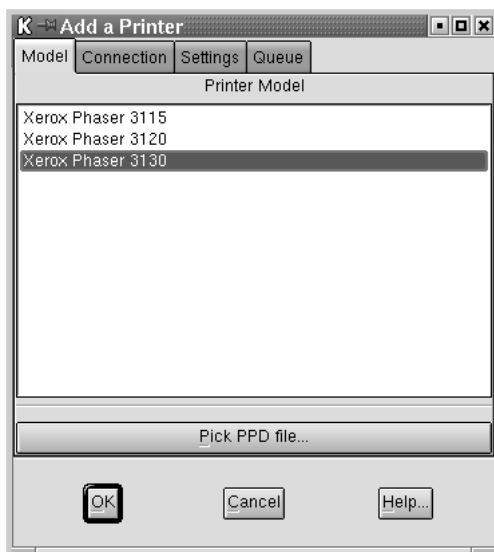 K Add a Printer
Model Connection Settings Queue
Printer Model
Xerox Phaser 3115
Xerox Phaser 3120
Xerox Phaser 3130
Pick PPD file...
OK Cancel Help...